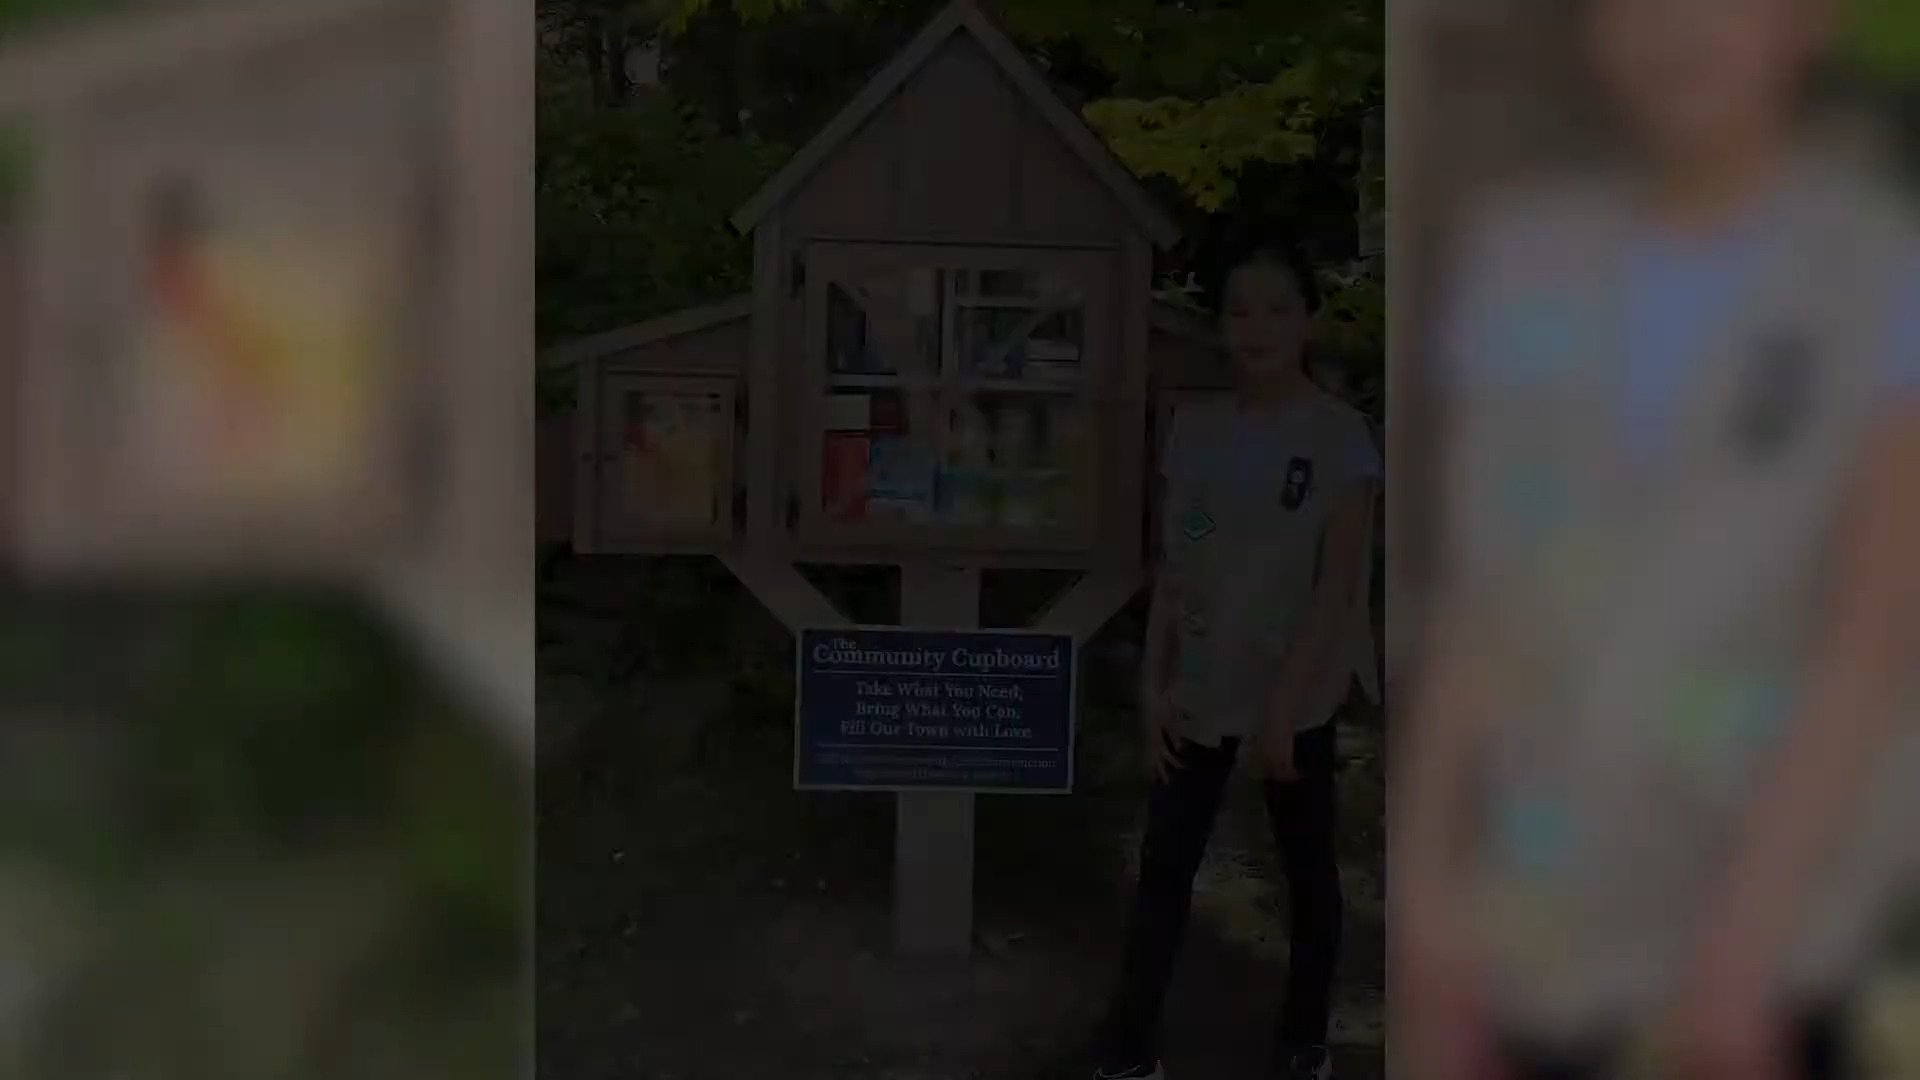 The
Community Cupboard
Take What You Need,
Bring What You Can,
Fill Our Town with Love